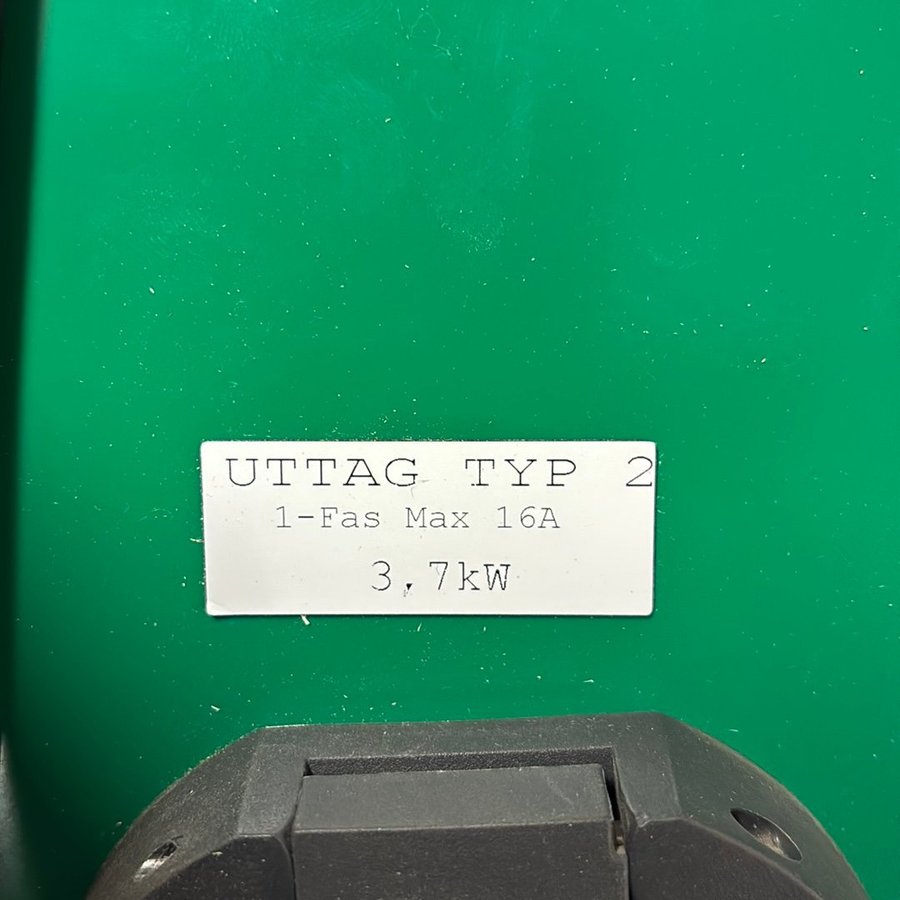 UTTAG TYP 2
1-Fas Max 16A
3,7kW